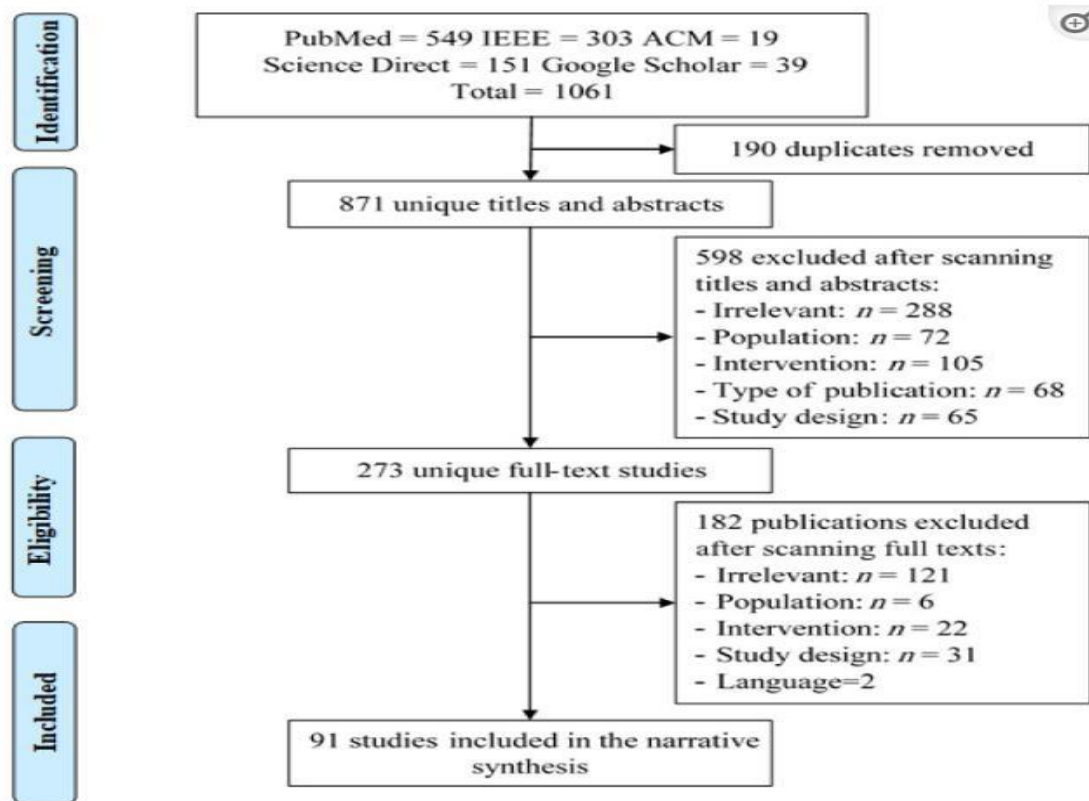 Identification
PubMed = 549 IEEE = 303 ACM = 19
Science Direct = 151 Google Scholar = 39
Total = 1061
190 duplicates removed
Screening
871 unique titles and abstracts
598 excluded after scanning
titles and abstracts:
- Irrelevant: n = 288
- Population: n = 72
- Intervention: n = 105
- Type of publication: n = 68
- Study design: n = 65
Eligibility
273 unique full-text studies
182 publications excluded
after scanning full texts:
- Irrelevant: n = 121
- Population: n = 6
- Intervention: n = 22
- Study design: n = 31
- Language=2
Included
91 studies included in the narrative
synthesis